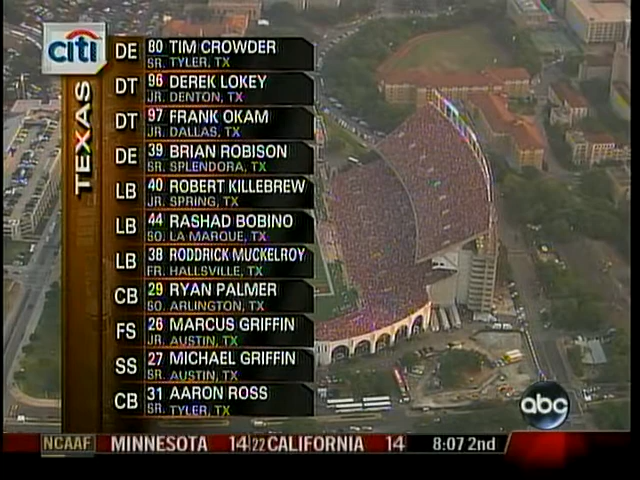 citi
TEXAS
DE 80 TIM CROWDER
SR. TYLER, TX
DT 96 DEREK LOKEY
JR. DENTON, TX
DT 97 FRANK OKAM
JR. DALLAS, TX
DE 39 BRIAN ROBISON
SR. SPLENDORA, TX
LB 40 ROBERT KILLEBREW
JR. SPRING, TX
LB 44 RASHAD BOBINO
SO. LA MARQUE, TX
LB 38 RODDRICK MUCKELROY
FR. HALLSVILLE, TX
CB 29 RYAN PALMER
SO. ARLINGTON, TX
FS 26 MARCUS GRIFFIN
JR. AUSTIN, TX
SS 27 MICHAEL GRIFFIN
SR. AUSTIN, TX
CB 31 AARON ROSS
SR. TYLER, TX
abc
NCAAF MINNESOTA 14 22 CALIFORNIA 14 8:07 2nd